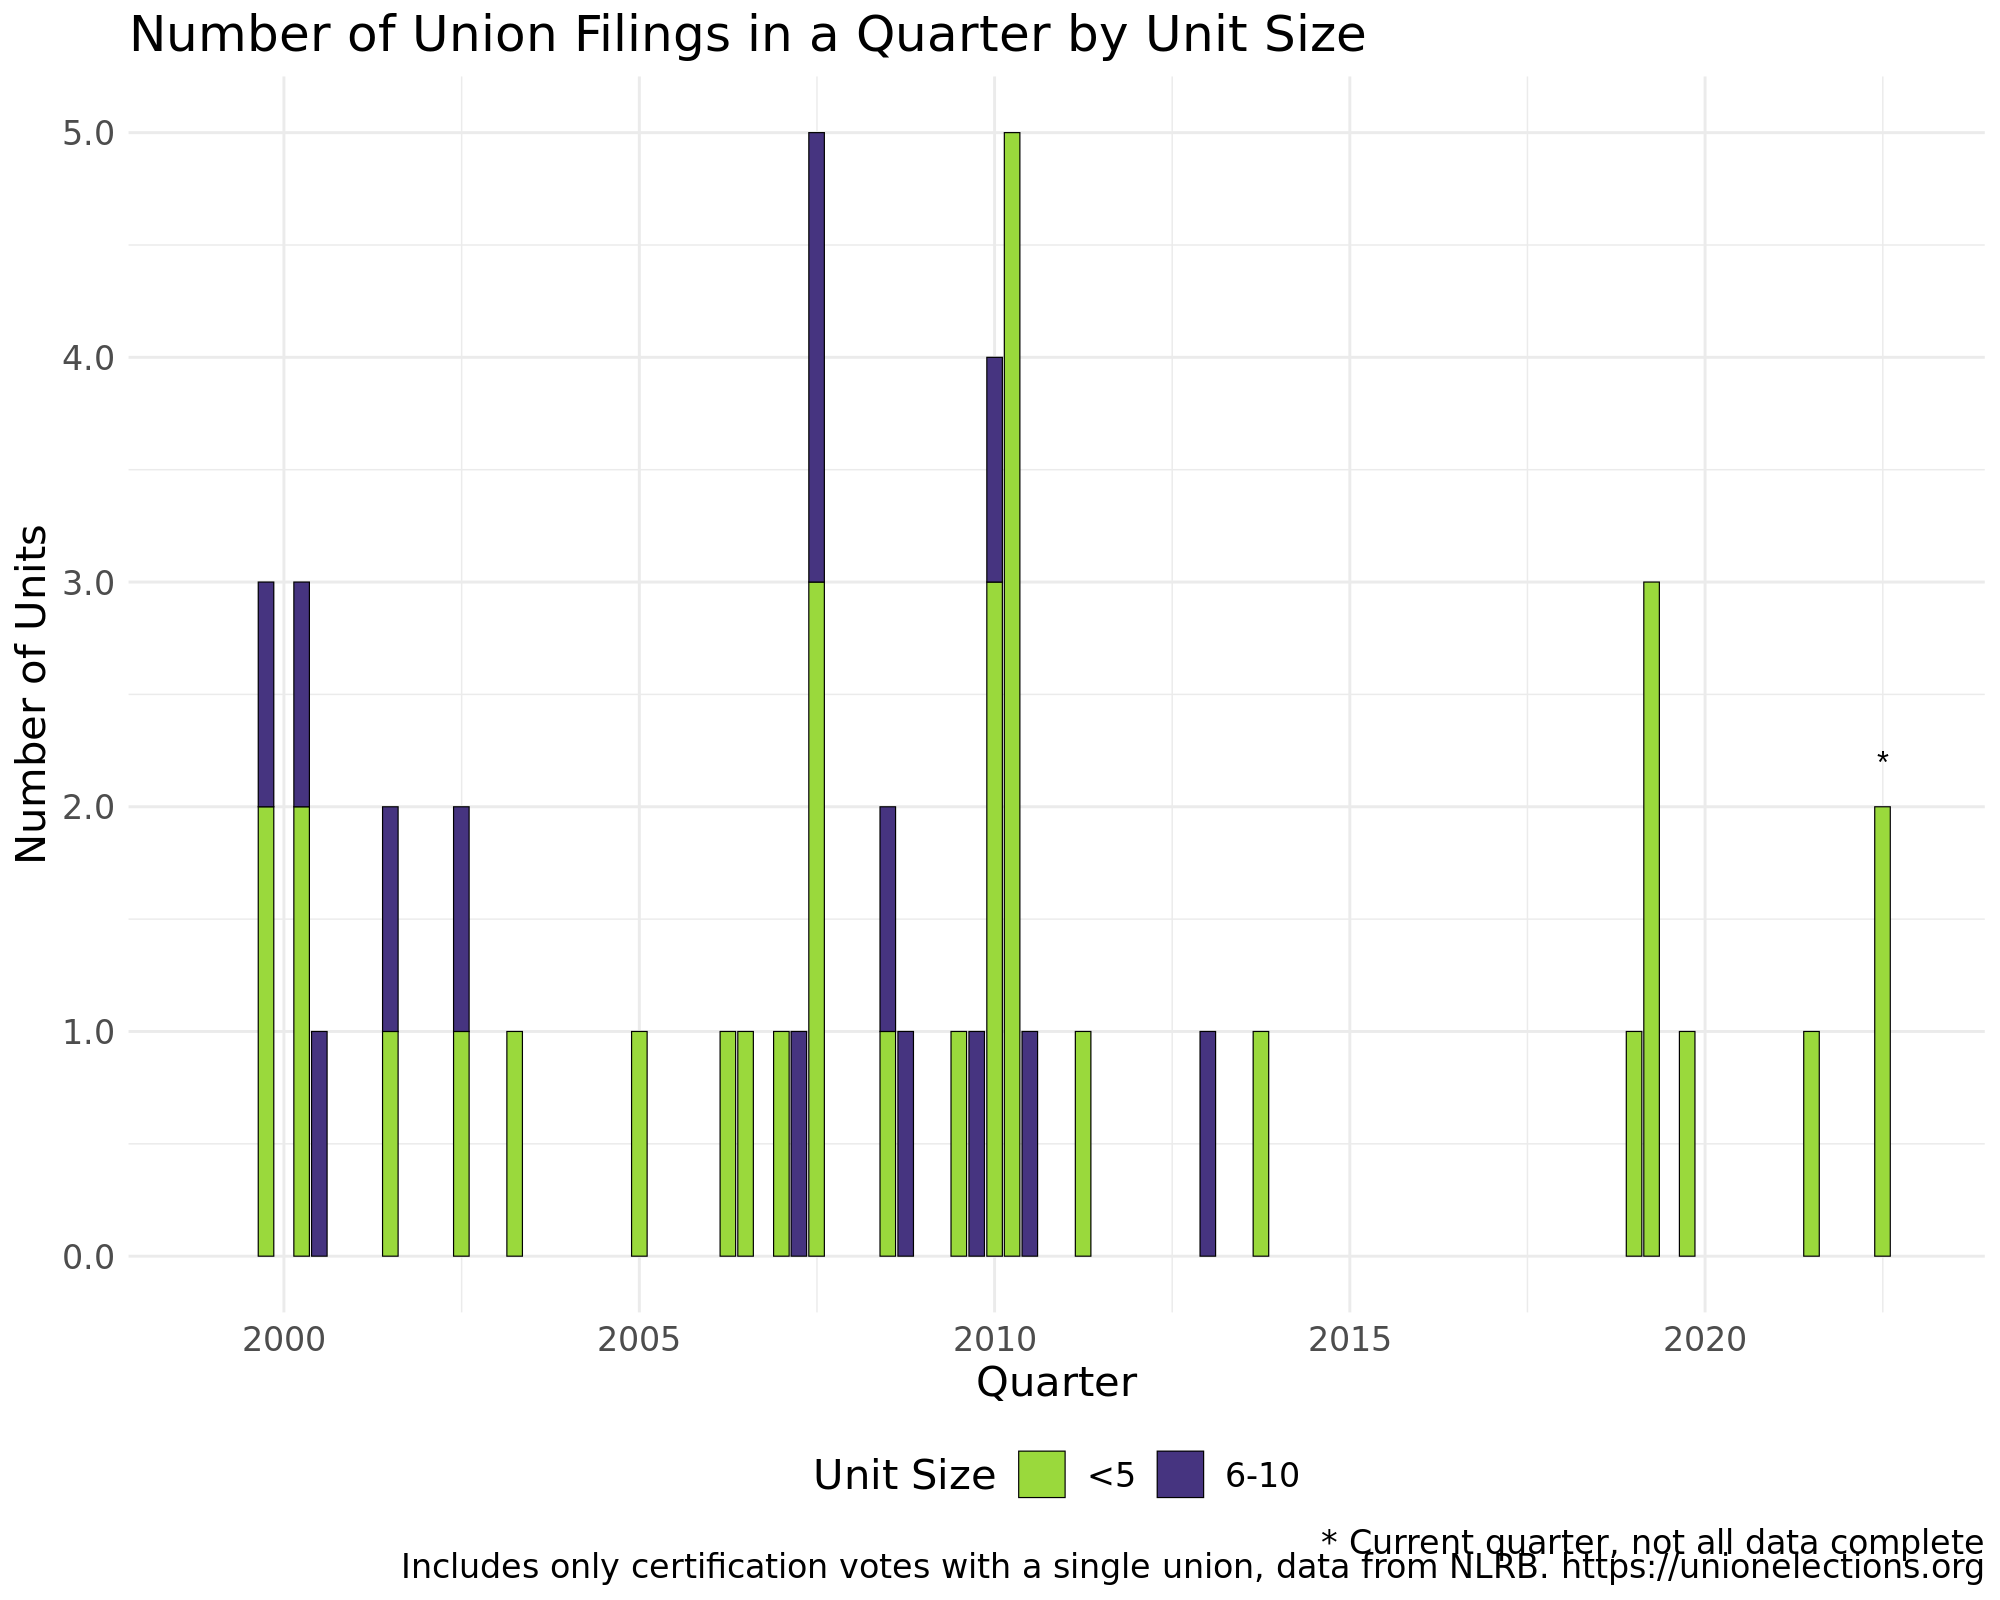 Number of Union Filings in a Quarter by Unit Size
Number of Units
5.0
4.0
3.0
2.0
1.0
0.0
*
2000 2005 2010 2015 2020
Quarter
Unit Size <5 6-10
* Current quarter, not all data complete
Includes only certification votes with a single union, data from NLRB. https://unionelections.org